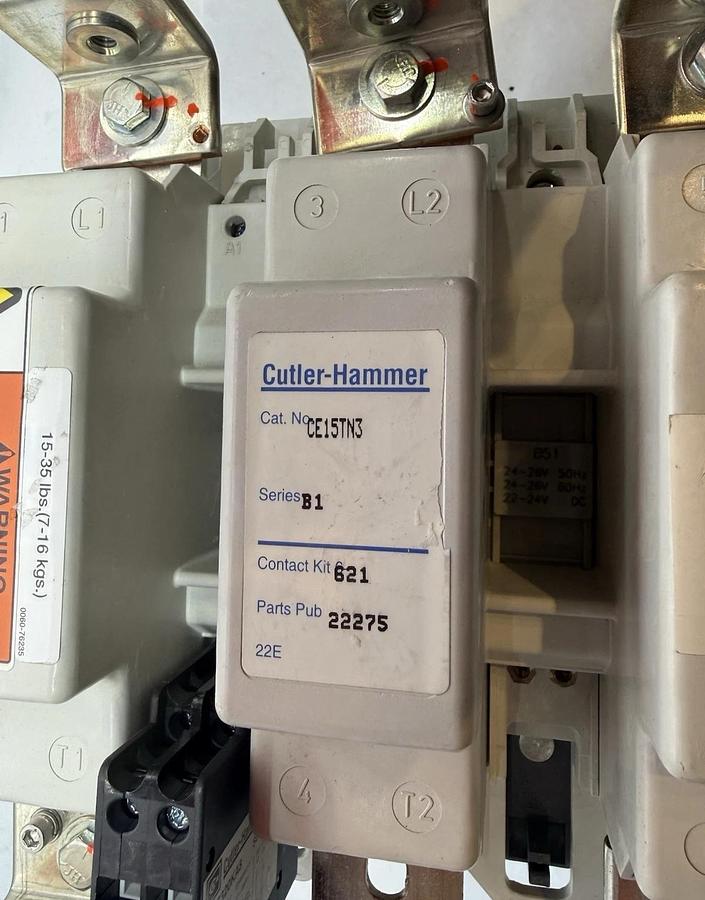 L1
3
L2
A1
Cutler-Hammer
Cat. No CE15TN3
Series B1
Contact Kit 621
Parts Pub 22275
22E
B51
24-26V 50Hz
24-26V 60Hz
22-24V DC
WARNING
15-35 lbs.(7-16 kgs.)
0060-76235
T1
4
T2